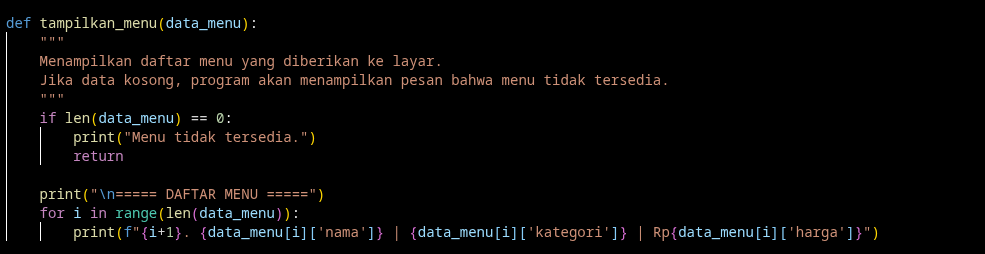 def tampilkan_menu(data_menu):
    """
    Menampilkan daftar menu yang diberikan ke layar.
    Jika data kosong, program akan menampilkan pesan bahwa menu tidak tersedia.
    """
    if len(data_menu) == 0:
        print("Menu tidak tersedia.")
        return

    print("\n===== DAFTAR MENU =====")
    for i in range(len(data_menu)):
        print(f"{i+1}. {data_menu[i]['nama']} | {data_menu[i]['kategori']} | Rp{data_menu[i]['harga']}")